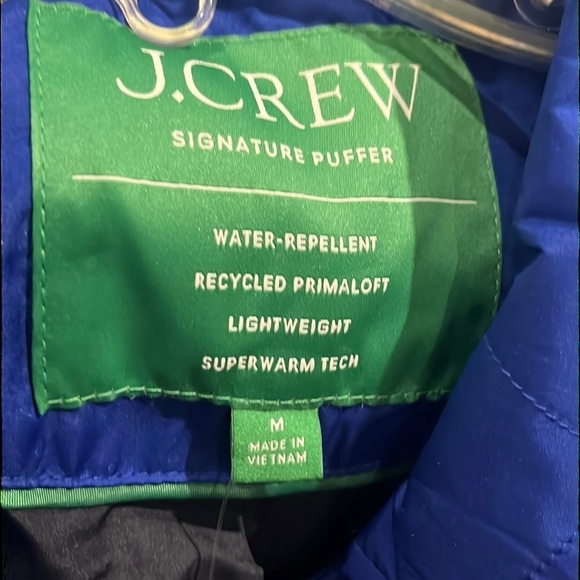 J.CREW
SIGNATURE PUFFER
WATER-REPELLENT
RECYCLED PRIMALOFT
LIGHTWEIGHT
SUPERWARM TECH
M
MADE IN
VIETNAM